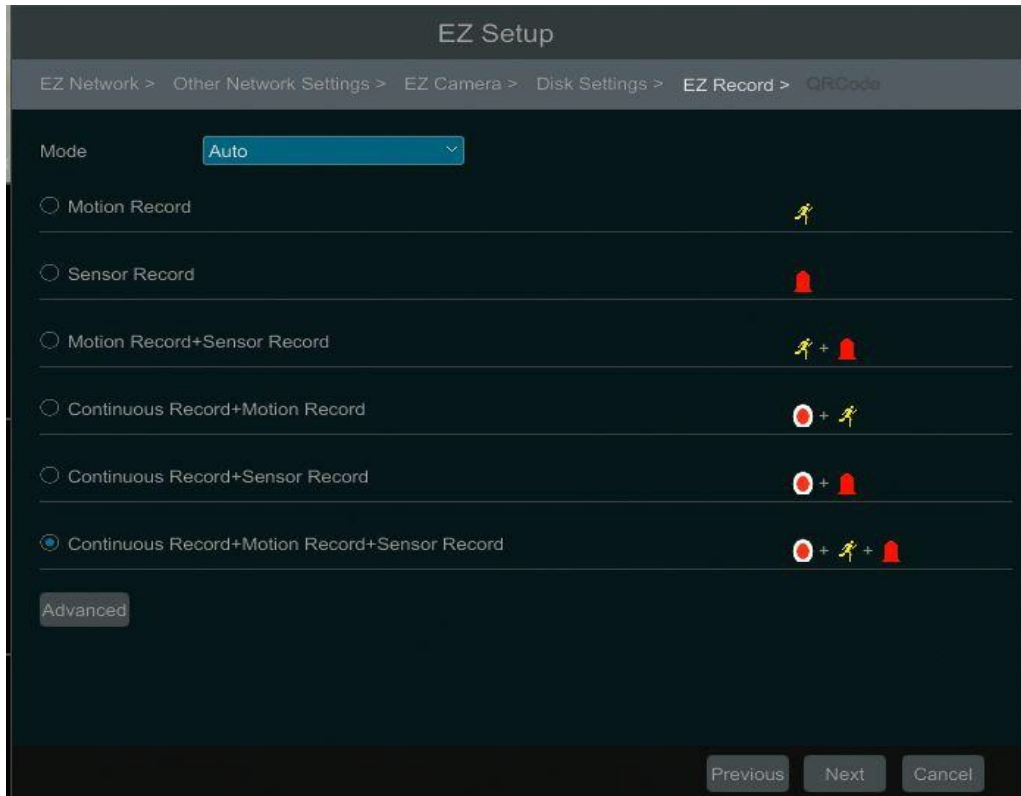 EZ Setup
EZ Network > Other Network Settings > EZ Camera > Disk Settings > EZ Record > QRCode
Mode Auto
Motion Record
Sensor Record
Motion Record+Sensor Record
+
Continuous Record+Motion Record
+
Continuous Record+Sensor Record
+
Continuous Record+Motion Record+Sensor Record
+ +
Advanced
Previous Next Cancel